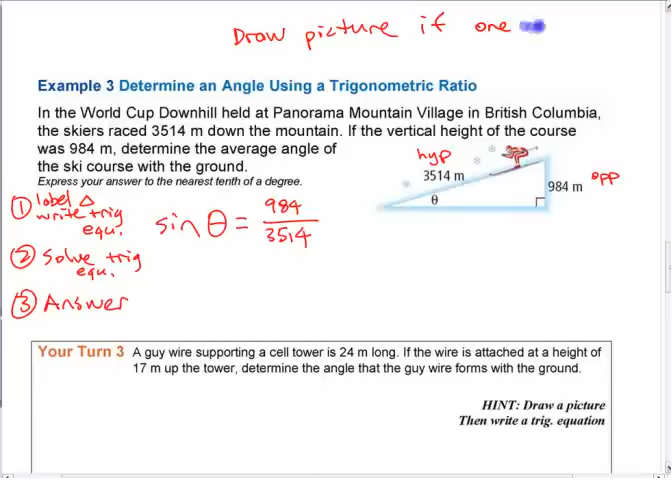 Draw picture if one
Example 3 Determine an Angle Using a Trigonometric Ratio
In the World Cup Downhill held at Panorama Mountain Village in British Columbia,
the skiers raced 3514 m down the mountain. If the vertical height of the course
was 984 m, determine the average angle of
the ski course with the ground.
Express your answer to the nearest tenth of a degree.
hyp
3514 m
θ
984 m
opp
① label △
write trig
equ.
sin θ = 984/3514
② Solve trig
equ.
③ Answer
Your Turn 3 A guy wire supporting a cell tower is 24 m long. If the wire is attached at a height of
17 m up the tower, determine the angle that the guy wire forms with the ground.
HINT: Draw a picture
Then write a trig. equation